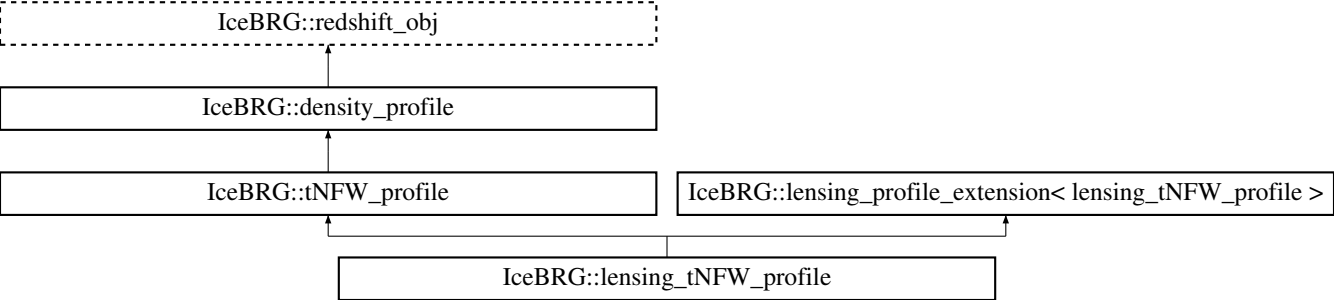 IceBRG::redshift_obj
IceBRG::density_profile
IceBRG::tNFW_profile
IceBRG::lensing_profile_extension< lensing_tNFW_profile >
IceBRG::lensing_tNFW_profile